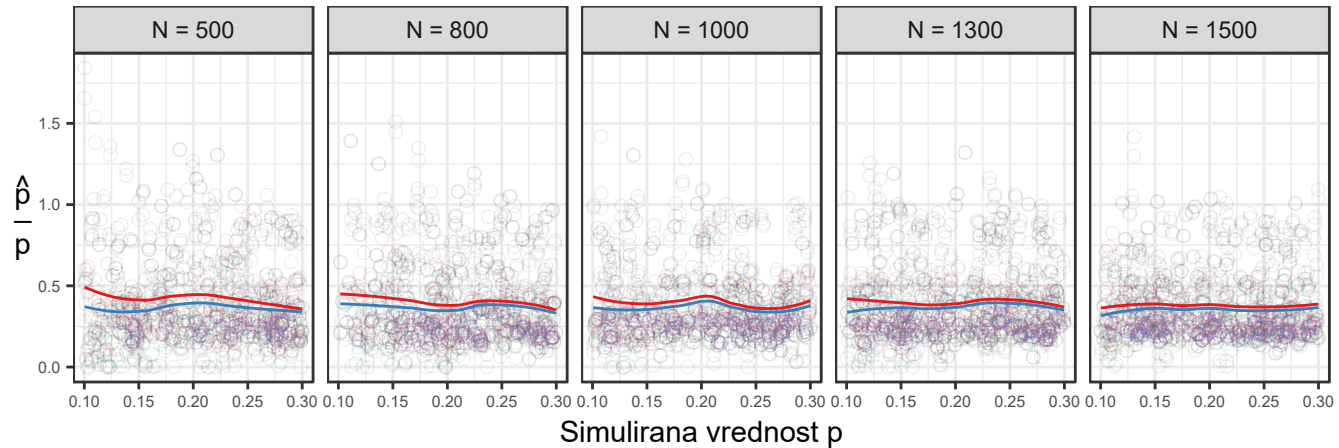 N = 500 N = 800 N = 1000 N = 1300 N = 1500
1.5
1.0
0.5
0.0
p̂
p
0.10 0.15 0.20 0.25 0.30 0.10 0.15 0.20 0.25 0.30 0.10 0.15 0.20 0.25 0.30 0.10 0.15 0.20 0.25 0.30 0.10 0.15 0.20 0.25 0.30
Simulirana vrednost p